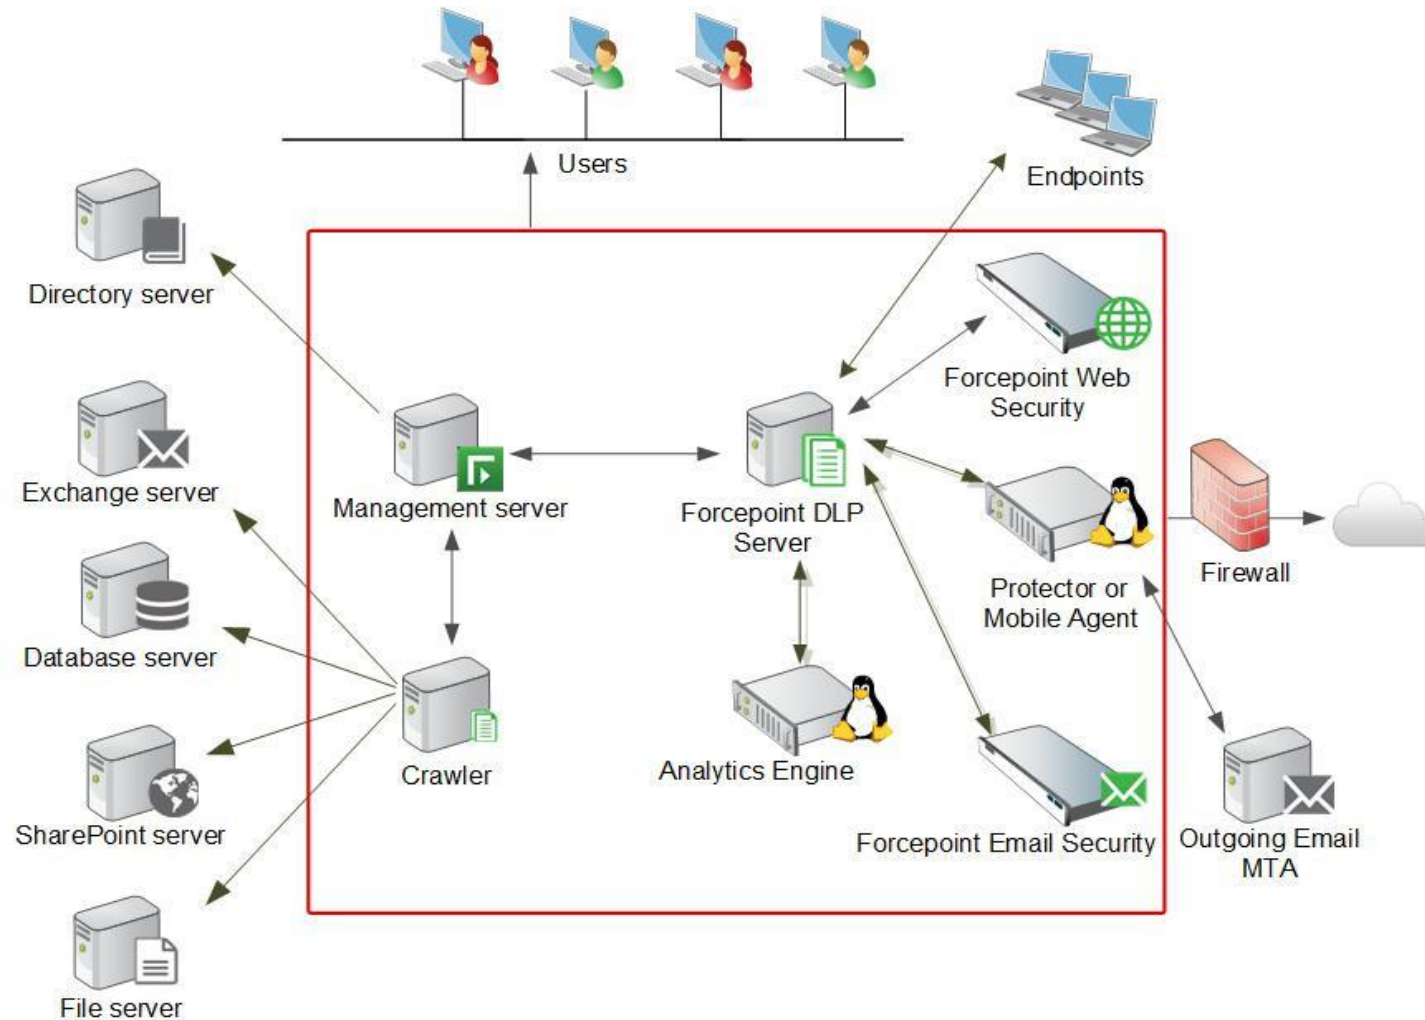 Users
Endpoints
Directory server
Forcepoint Web
Security
Exchange server
Management server
Forcepoint DLP
Server
Firewall
Protector or
Mobile Agent
Database server
Crawler
Analytics Engine
SharePoint server
Forcepoint Email Security
Outgoing Email
MTA
File server